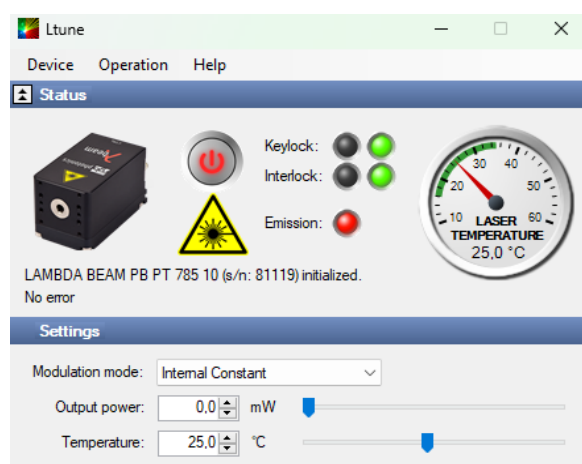 Ltune
Device Operation Help
Status
Keylock:
Interlock:
Emission:
10 20 30 40 50 60
LASER
TEMPERATURE
25,0 °C
LAMBDA BEAM PB PT 785 10 (s/n: 81119) initialized.
No error
Settings
Modulation mode: Internal Constant
Output power: 0,0 mW
Temperature: 25,0 °C